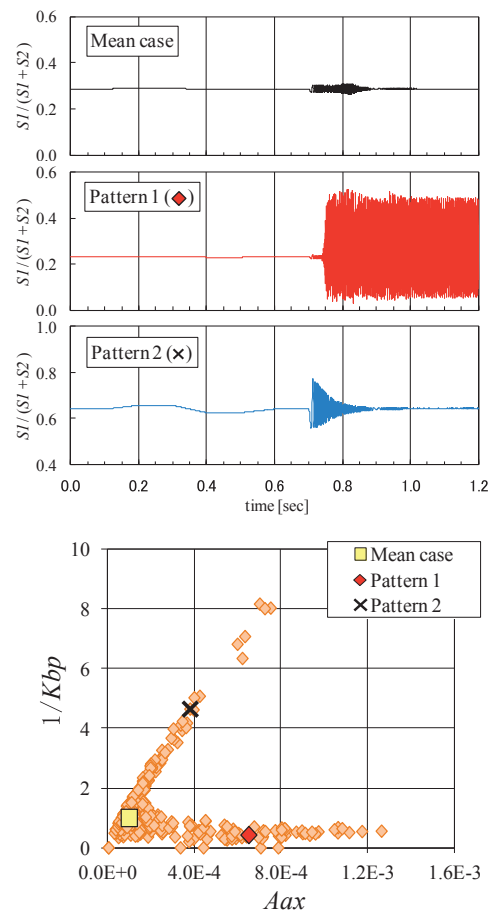 0.6
Mean case
0.4
S1/(S1+S2)
0.2
0.0
0.6
Pattern 1 (◆)
0.4
S1/(S1+S2)
0.2
0.0
1.0
Pattern 2 (×)
0.8
S1/(S1+S2)
0.6
0.4
0.0 0.2 0.4 0.6 0.8 1.0 1.2
time [sec]
10
Mean case
Pattern 1
Pattern 2
8
6
1/Kbp
4
2
0
0.0E+0 4.0E-4 8.0E-4 1.2E-3 1.6E-3
Aax